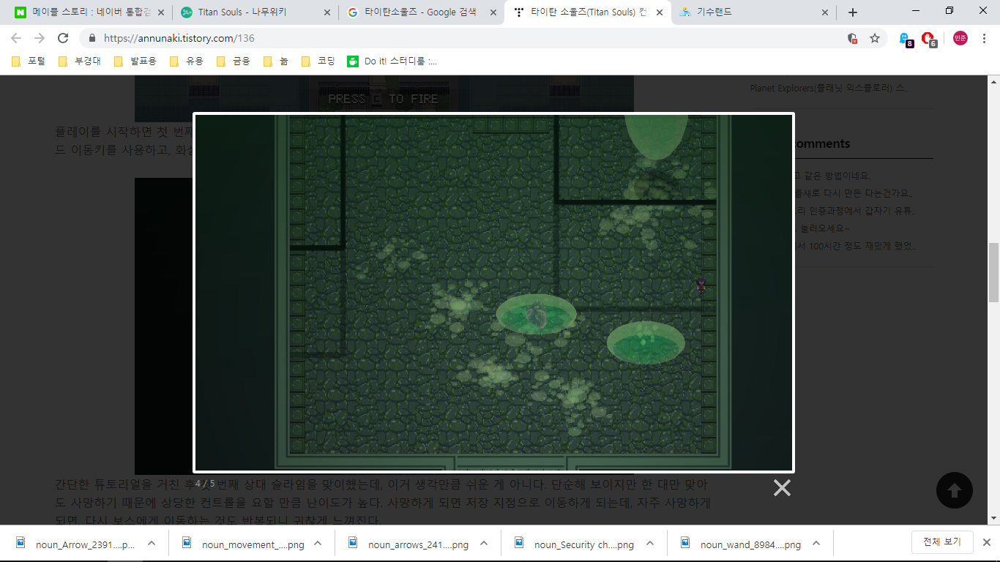 메이플 스토리 : 네이버 통합검
Titan Souls - 나무위키
타이탄소울즈 - Google 검색
타이탄 소울즈(Titan Souls) 컨
기수랜드
https://annunaki.tistory.com/136
8
6
민준
포털
부경대
발표용
유용
금융
놂
코딩
Do it! 스터디룸 :...
PRESS C TO FIRE
Planet Explorers(플래닛 익스플로러) 스..
플레이를 시작하면 첫 번째
드 이동키를 사용하고, 화살
comments
고 같은 방법이네요.
를새로 다시 만든 다는건가요..
리 인증과정에서 갑자기 유튜..
놀러오세요~
서 100시간 정도 재밌게 했었..
4 / 5
간단한 튜토리얼을 거친 후 첫 번째 상대 슬라임을 맞이했는데, 이거 생각만큼 쉬운 게 아니다. 단순해 보이지만 한 대만 맞아
도 사망하기 때문에 상당한 컨트롤을 요할 만큼 난이도가 높다. 사망하게 되면 저장 지점으로 이동하게 되는데, 자주 사망하게
되면, 다시 보스에게 이동하는 것도 반복되니 귀찮게 느껴진다.
noun_Arrow_2391....p...
noun_movement_....png
noun_arrows_241....png
noun_Security ch....png
noun_wand_8984....png
전체 보기